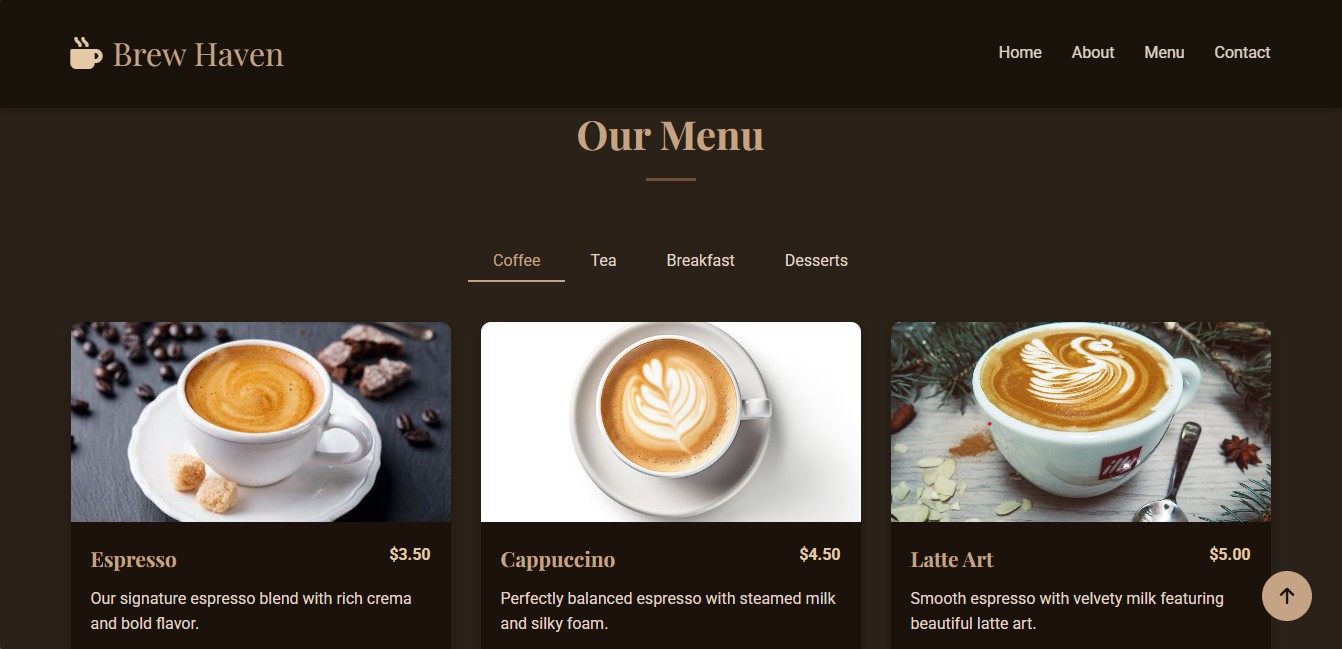 Brew Haven
Home About Menu Contact
Our Menu
Coffee Tea Breakfast Desserts
illy
Espresso $3.50
Our signature espresso blend with rich crema
and bold flavor.
Cappuccino $4.50
Perfectly balanced espresso with steamed milk
and silky foam.
Latte Art $5.00
Smooth espresso with velvety milk featuring
beautiful latte art.